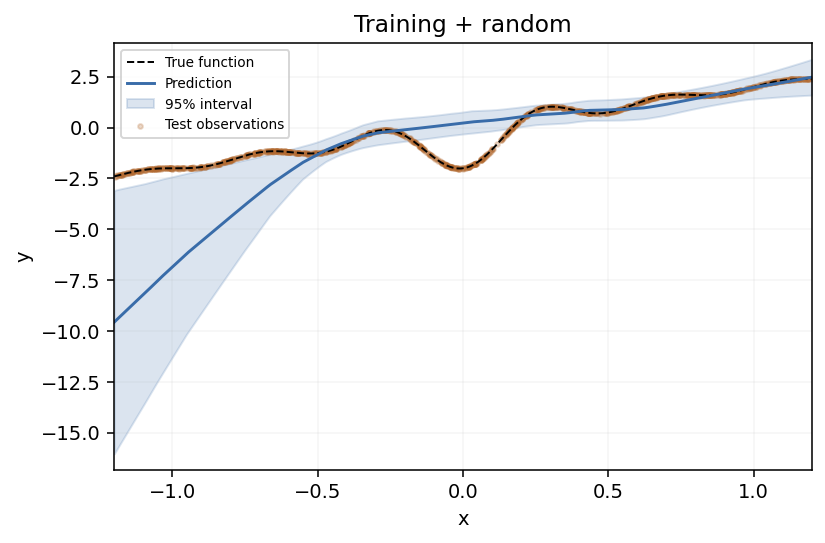 Training + random
True function
Prediction
95% interval
Test observations
2.5
0.0
−2.5
−5.0
−7.5
−10.0
−12.5
−15.0
y
−1.0
−0.5
0.0
0.5
1.0
x